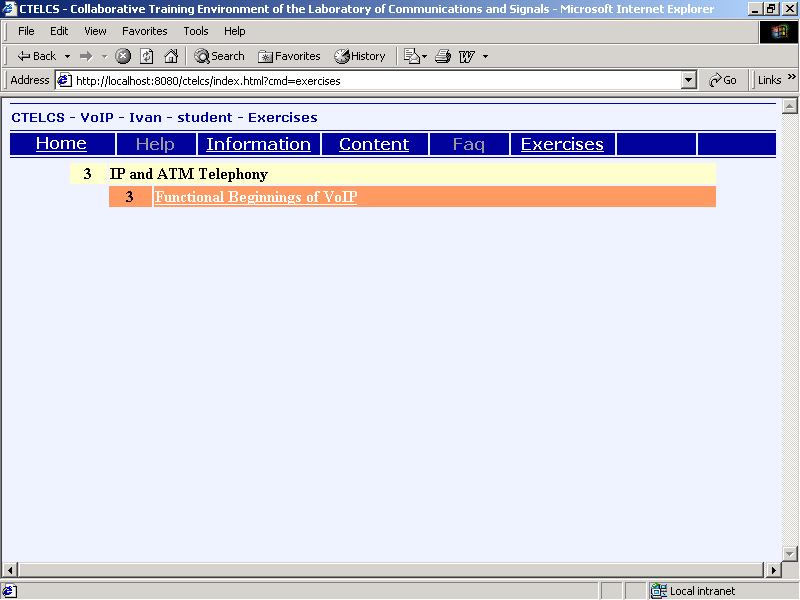 CTELCS - Collaborative Training Environment of the Laboratory of Communications and Signals - Microsoft Internet Explorer
File Edit View Favorites Tools Help
Back Search Favorites History
Address http://localhost:8080/ctelcs/index.html?cmd=exercises Go Links »
CTELCS - VoIP - Ivan - student - Exercises
Home Help Information Content Faq Exercises
3 IP and ATM Telephony
3 Functional Beginnings of VoIP
Local intranet